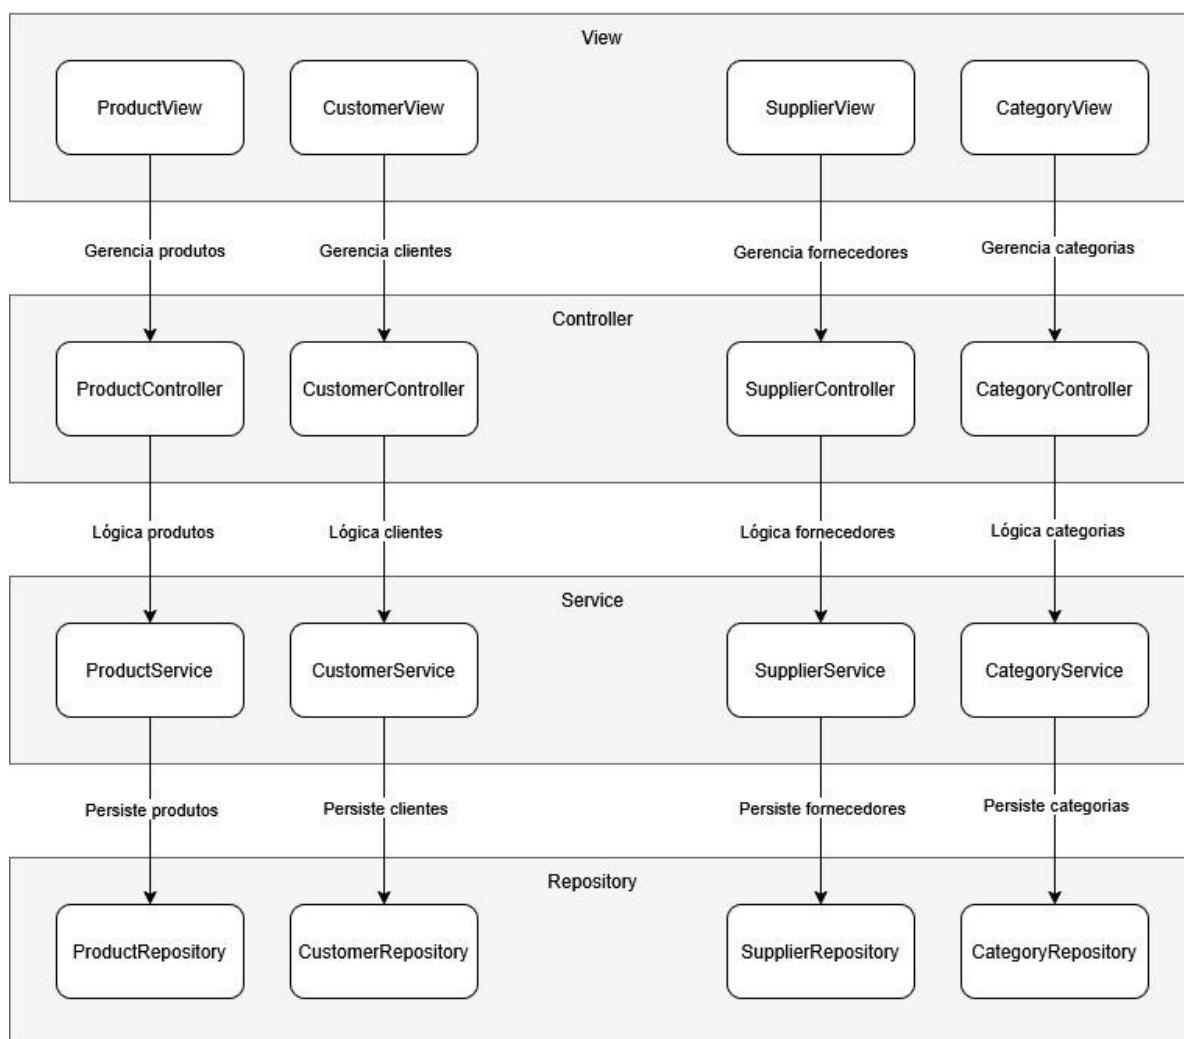 View
ProductView
CustomerView
SupplierView
CategoryView
Gerencia produtos
Gerencia clientes
Gerencia fornecedores
Gerencia categorias
Controller
ProductController
CustomerController
SupplierController
CategoryController
Lógica produtos
Lógica clientes
Lógica fornecedores
Lógica categorias
Service
ProductService
CustomerService
SupplierService
CategoryService
Persiste produtos
Persiste clientes
Persiste fornecedores
Persiste categorias
Repository
ProductRepository
CustomerRepository
SupplierRepository
CategoryRepository